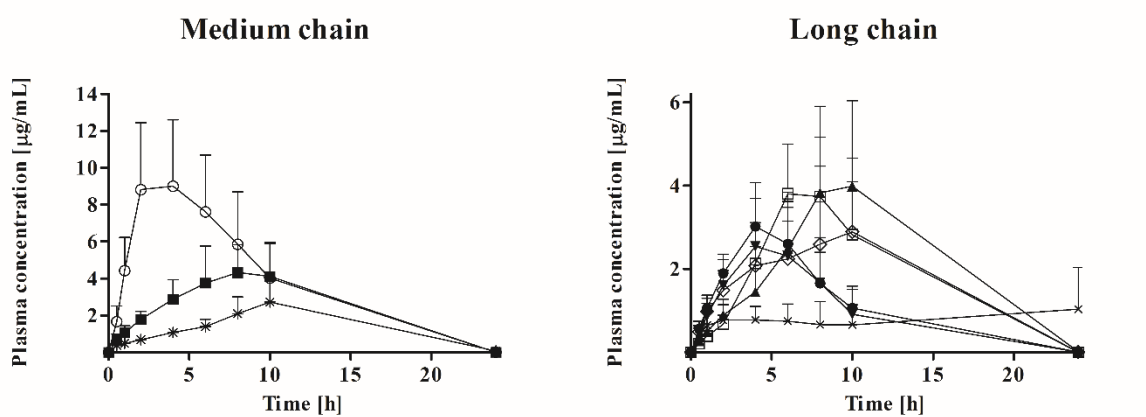 Medium chain
Plasma concentration [µg/mL]
14
12
10
8
6
4
2
0 5 10 15 20
Time [h]
Long chain
Plasma concentration [µg/mL]
6
4
2
0 5 10 15 20
Time [h]